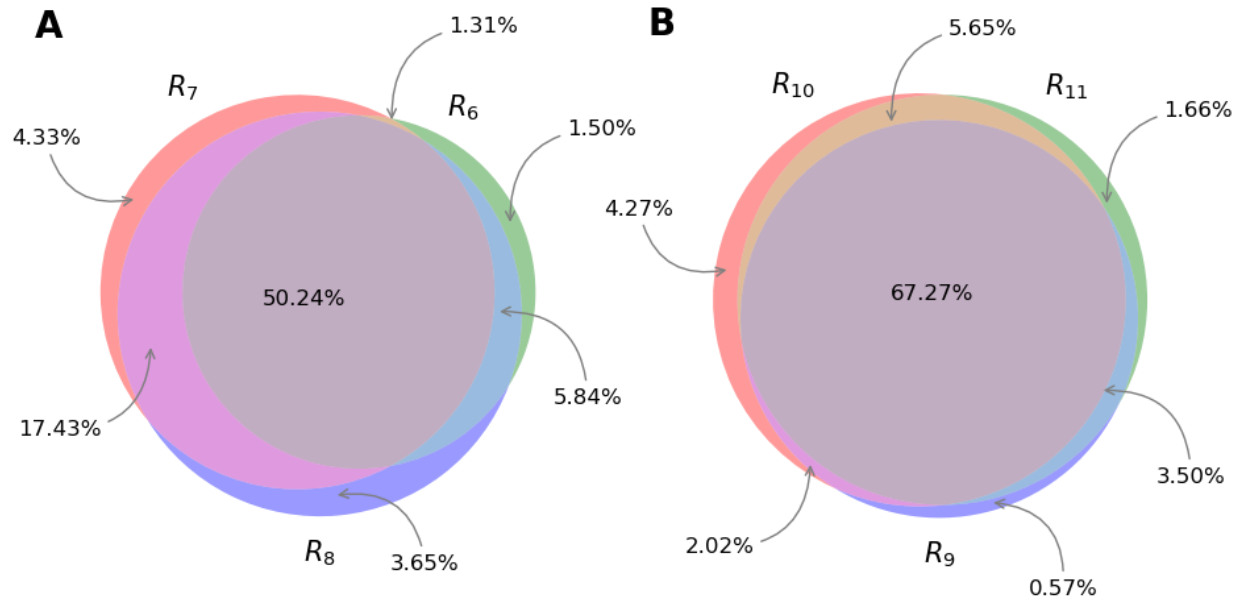 A
B
1.31%
5.65%
R7
R6
R10
R11
4.33%
1.50%
1.66%
4.27%
50.24%
67.27%
17.43%
5.84%
3.50%
R8
3.65%
2.02%
R9
0.57%